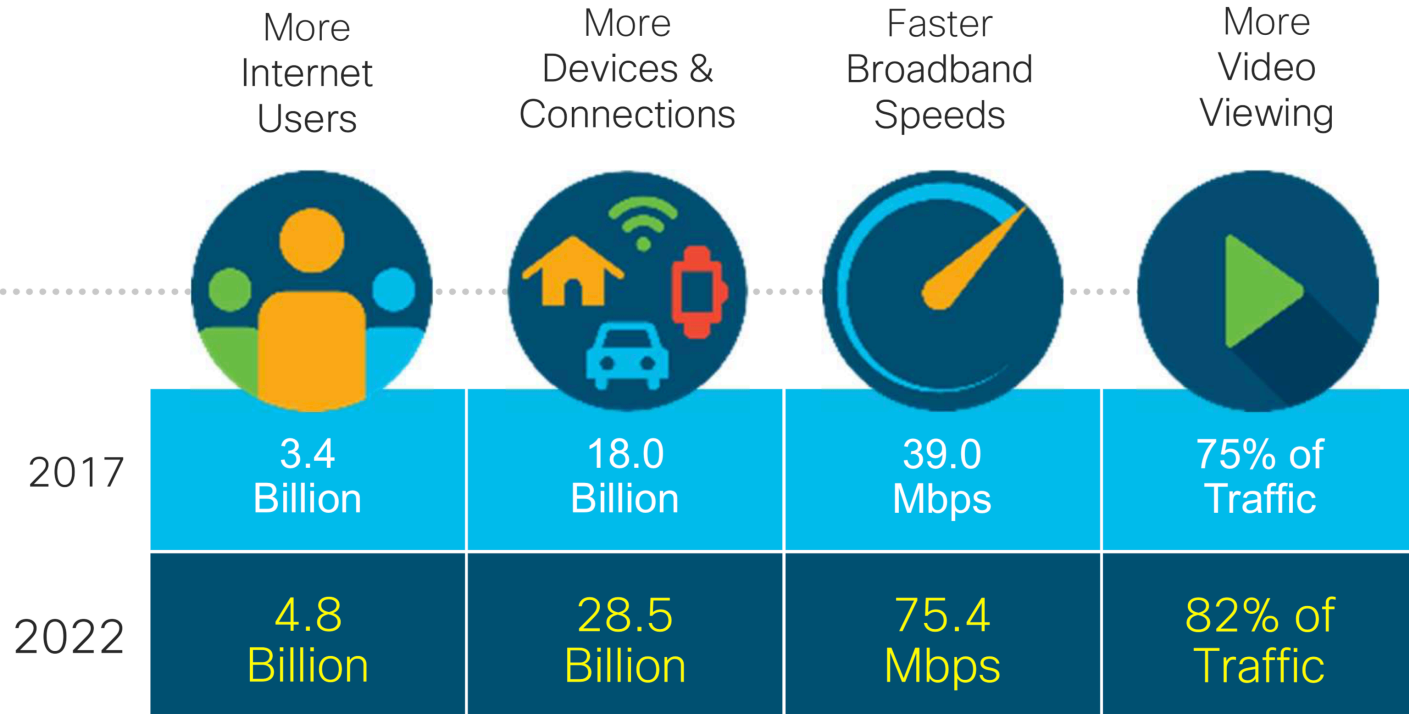 More
Internet
Users
More
Devices &
Connections
Faster
Broadband
Speeds
More
Video
Viewing
2017
3.4
Billion
18.0
Billion
39.0
Mbps
75% of
Traffic
2022
4.8
Billion
28.5
Billion
75.4
Mbps
82% of
Traffic